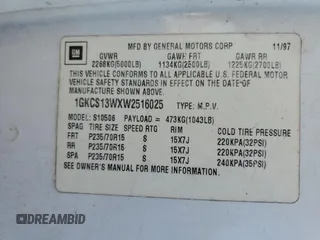 GM
MFD BY GENERAL MOTORS CORP 11/97
GVWR GAWR FRT GAWR RR
2268KG(5000LB) 1134KG(2500LB) 1225KG(2700LB)
THIS VEHICLE CONFORMS TO ALL APPLICABLE U.S. FEDERAL
MOTOR VEHICLE SAFETY STANDARDS IN EFFECT ON THE DATE OF
MANUFACTURE SHOWN ABOVE.
1GKCS13WXW2516025 TYPE: M.P.V.
MODEL: S10506 PAYLOAD = 473KG(1043LB)
TIRE SIZE SPEED RTG RIM COLD TIRE PRESSURE
FRT P235/70R15 S 15X7J 220KPA(32PSI)
RR P235/70R15 S 15X7J 220KPA(32PSI)
SPA P235/70R15 S 15X7J 240KPA(35PSI)
SEE OWNER'S MANUAL FOR MORE INFORMATION.
DREAMBID